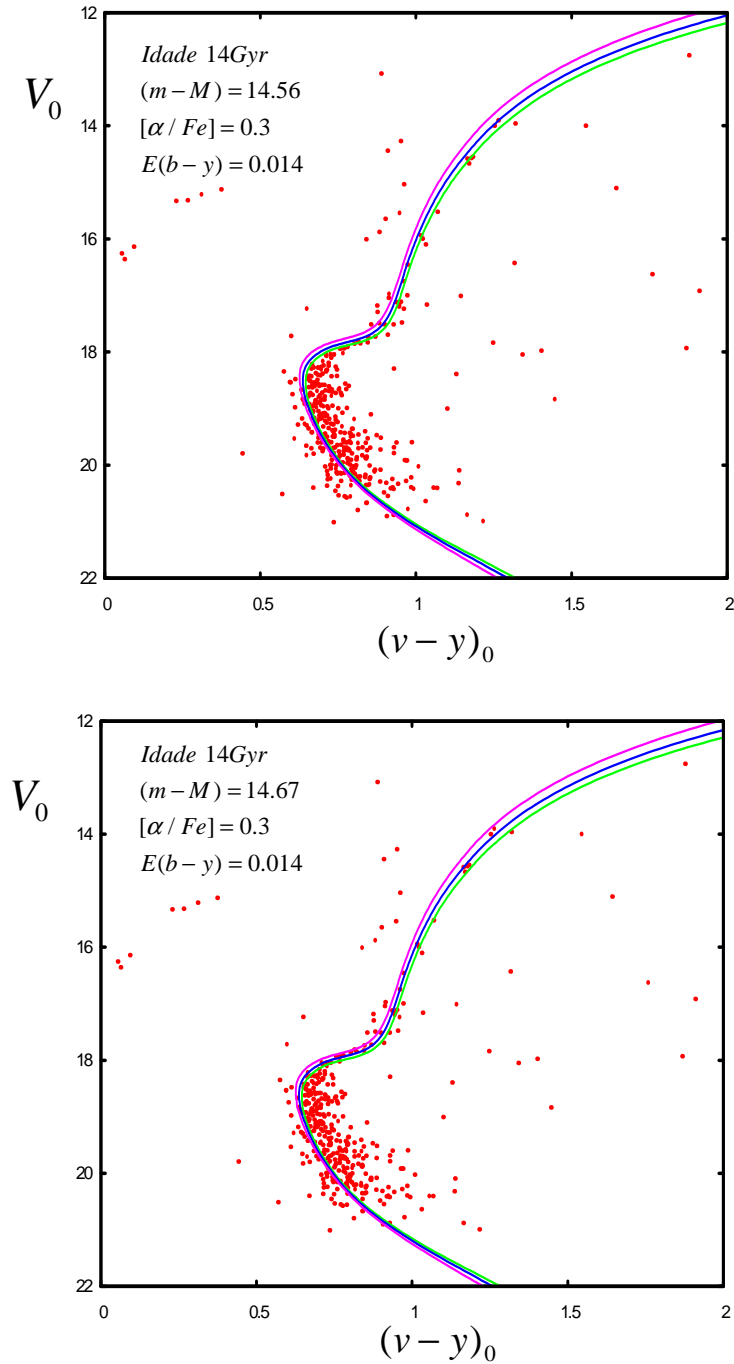 12
14
16
18
20
22
V₀
Idade 14Gyr
(m − M) = 14.56
[α / Fe] = 0.3
E(b − y) = 0.014
0 0.5 1 1.5 2
(v − y)₀
12
14
16
18
20
22
V₀
Idade 14Gyr
(m − M) = 14.67
[α / Fe] = 0.3
E(b − y) = 0.014
0 0.5 1 1.5 2
(v − y)₀